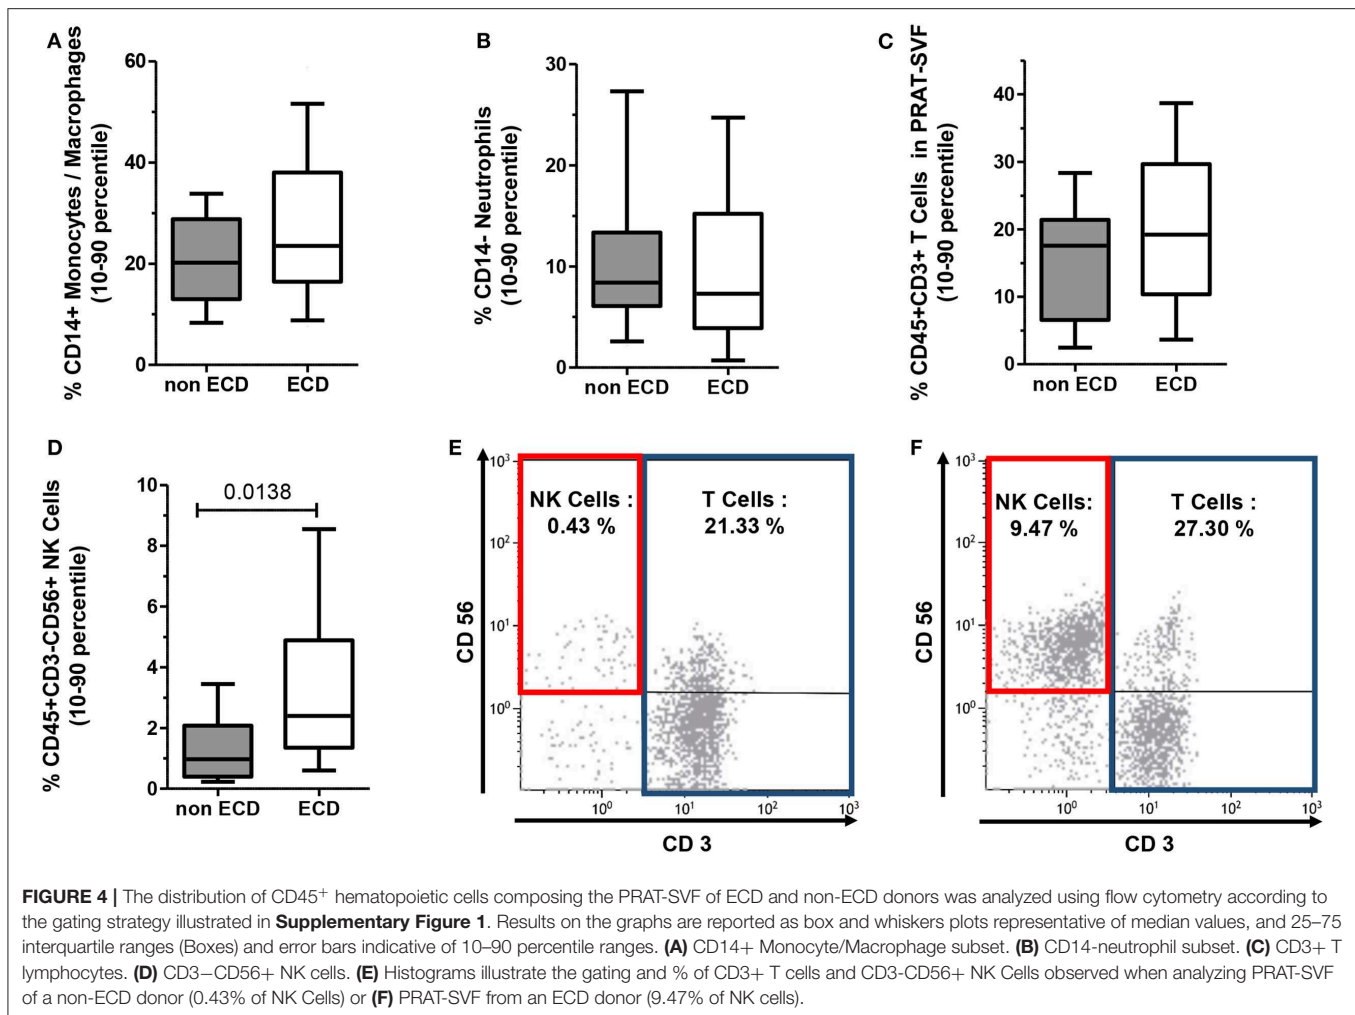 A
% CD14+ Monocytes / Macrophages
(10-90 percentile)
60
40
20
0
non ECD
ECD
B
% CD14- Neutrophils
(10-90 percentile)
30
20
10
0
non ECD
ECD
C
% CD45+CD3+ T Cells in PRAT-SVF
(10-90 percentile)
40
30
20
10
0
non ECD
ECD
D
% CD45+CD3-CD56+ NK Cells
(10-90 percentile)
10
8
6
4
2
0
0.0138
non ECD
ECD
E
CD 56
10³
10²
10¹
10⁰
NK Cells :
0.43 %
T Cells :
21.33 %
10⁰
10¹
10²
10³
CD 3
F
CD 56
10³
10²
10¹
10⁰
NK Cells:
9.47 %
T Cells :
27.30 %
10⁰
10¹
10²
10³
CD 3
FIGURE 4 | The distribution of CD45⁺ hematopoietic cells composing the PRAT-SVF of ECD and non-ECD donors was analyzed using flow cytometry according to
the gating strategy illustrated in Supplementary Figure 1. Results on the graphs are reported as box and whiskers plots representative of median values, and 25–75
interquartile ranges (Boxes) and error bars indicative of 10–90 percentile ranges. (A) CD14+ Monocyte/Macrophage subset. (B) CD14-neutrophil subset. (C) CD3+ T
lymphocytes. (D) CD3−CD56+ NK cells. (E) Histograms illustrate the gating and % of CD3+ T cells and CD3-CD56+ NK Cells observed when analyzing PRAT-SVF
of a non-ECD donor (0.43% of NK Cells) or (F) PRAT-SVF from an ECD donor (9.47% of NK cells).